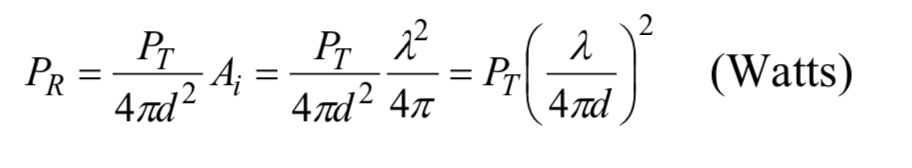 P_R = \frac{P_T}{4\pi d^2} A_i = \frac{P_T}{4\pi d^2} \frac{\lambda^2}{4\pi} = P_T \left( \frac{\lambda}{4\pi d} \right)^2 (Watts)